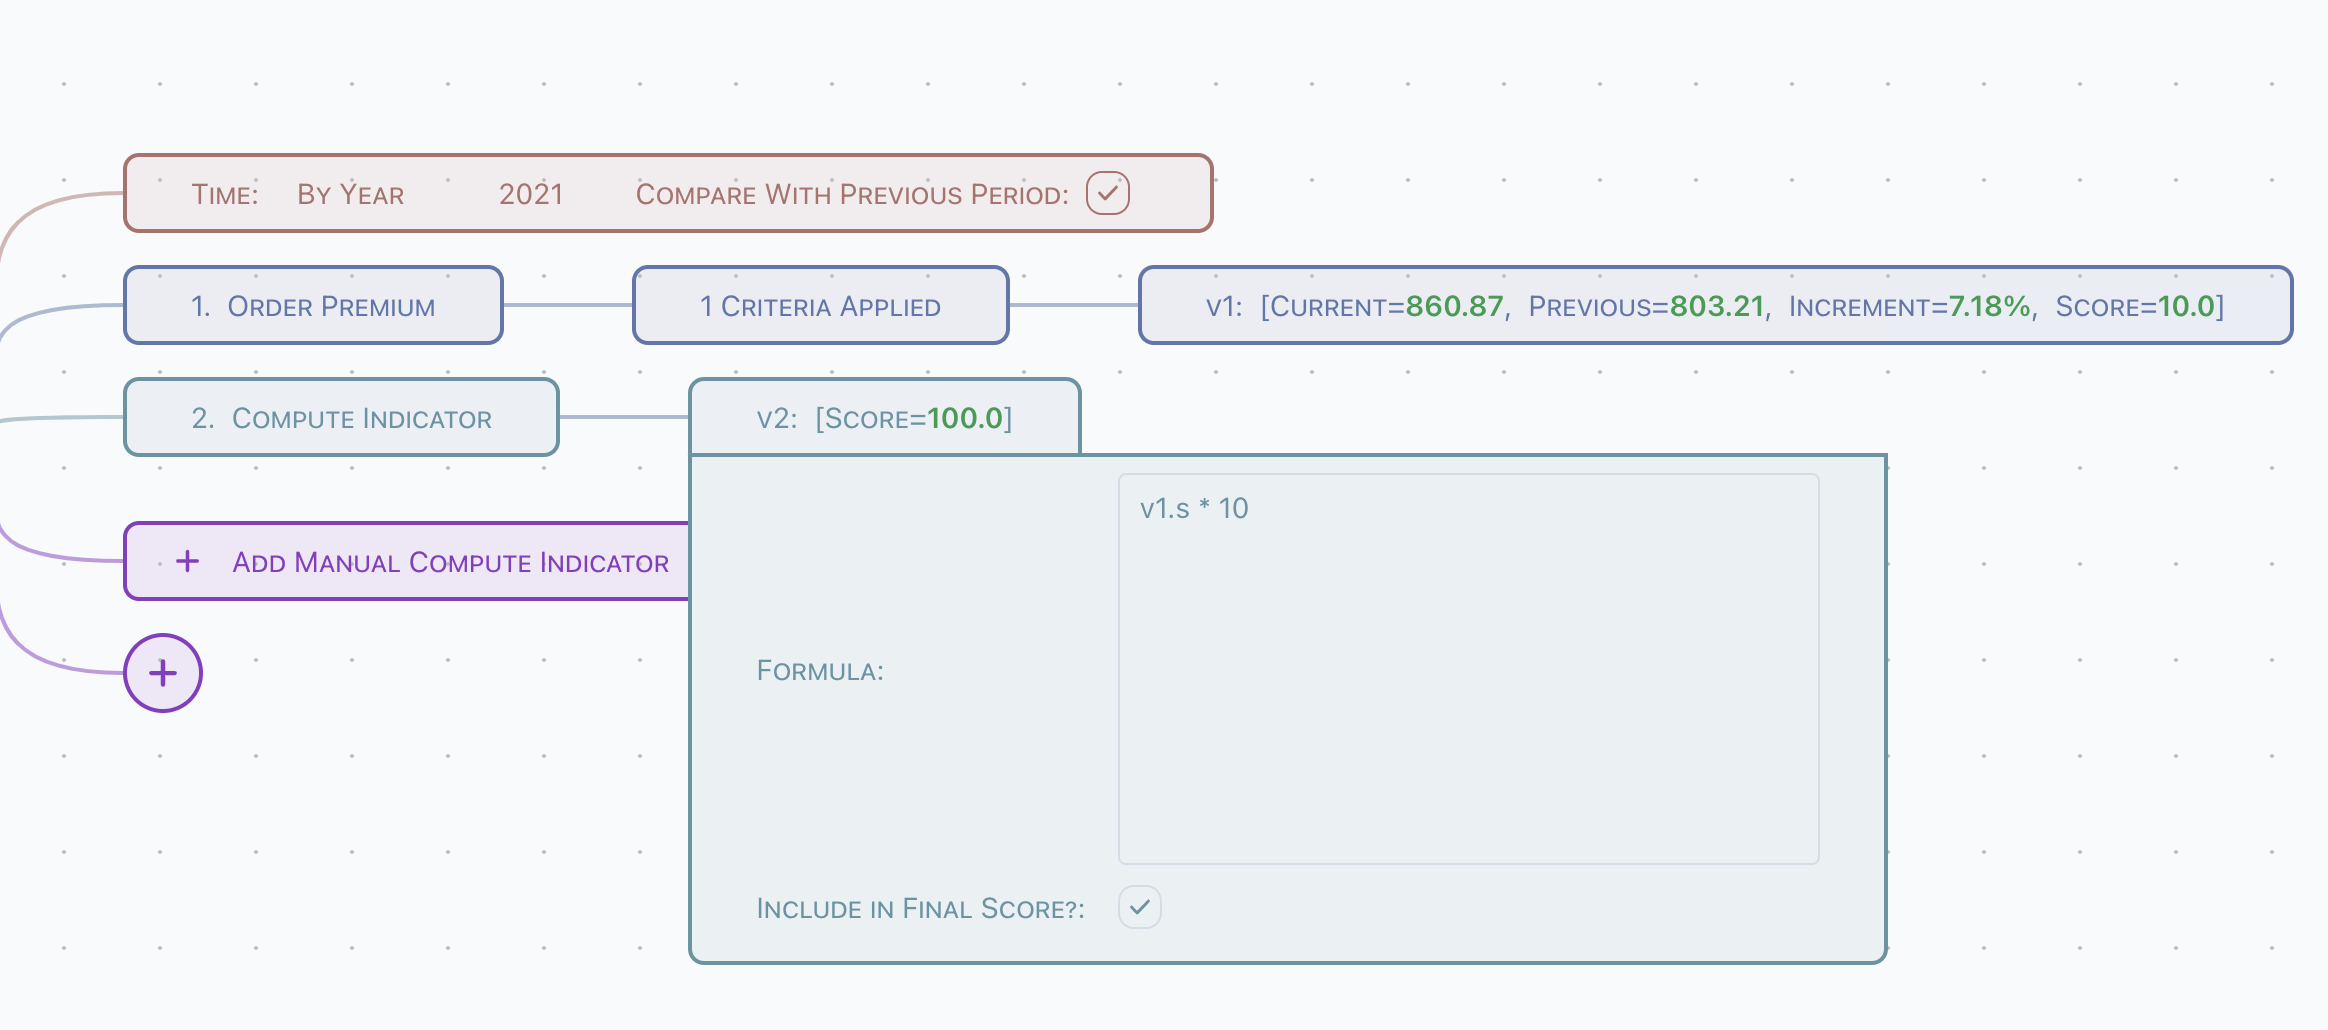 Time: By Year 2021 Compare With Previous Period:
1. Order Premium
1 Criteria Applied
v1: [Current=860.87, Previous=803.21, Increment=7.18%, Score=10.0]
2. Compute Indicator
v2: [Score=100.0]
v1.s * 10
+ Add Manual Compute Indicator
Formula:
Include in Final Score?: